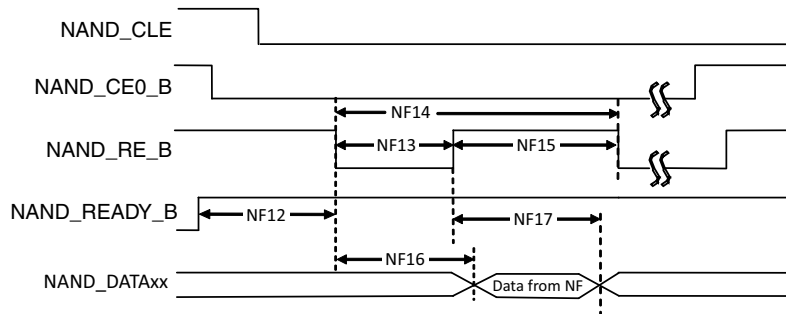 NAND_CLE
NAND_CE0_B
NF14
NAND_RE_B
NF13
NF15
NAND_READY_B
NF12
NF17
NF16
NAND_DATAxx
Data from NF